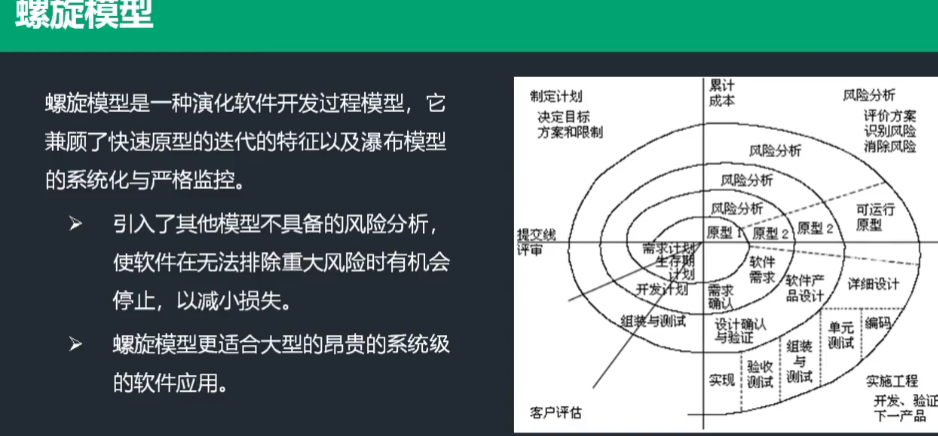 螺旋模型
螺旋模型是一种演化软件开发过程模型，它
兼顾了快速原型的迭代的特征以及瀑布模型
的系统化与严格监控。
引入了其他模型不具备的风险分析，
使软件在无法排除重大风险时有机会
停止，以减小损失。
螺旋模型更适合大型的昂贵的系统级
的软件应用。
制定计划
决定目标
方案和限制
累计
成本
风险分析
评价方案
识别风险
消除风险
风险分析
风险分析
风险分析
原型 1
原型 2
原型 2
可运行
原型
提交线
评审
需求计划
生存期
计划
开发计划
组装与测试
软件
需求
需求
确认
软件产
品设计
详细设计
设计确认
与验证
单元
测试
编码
组装
与
测试
验收
测试
实现
实施工程
开发、验证
下一产品
客户评估